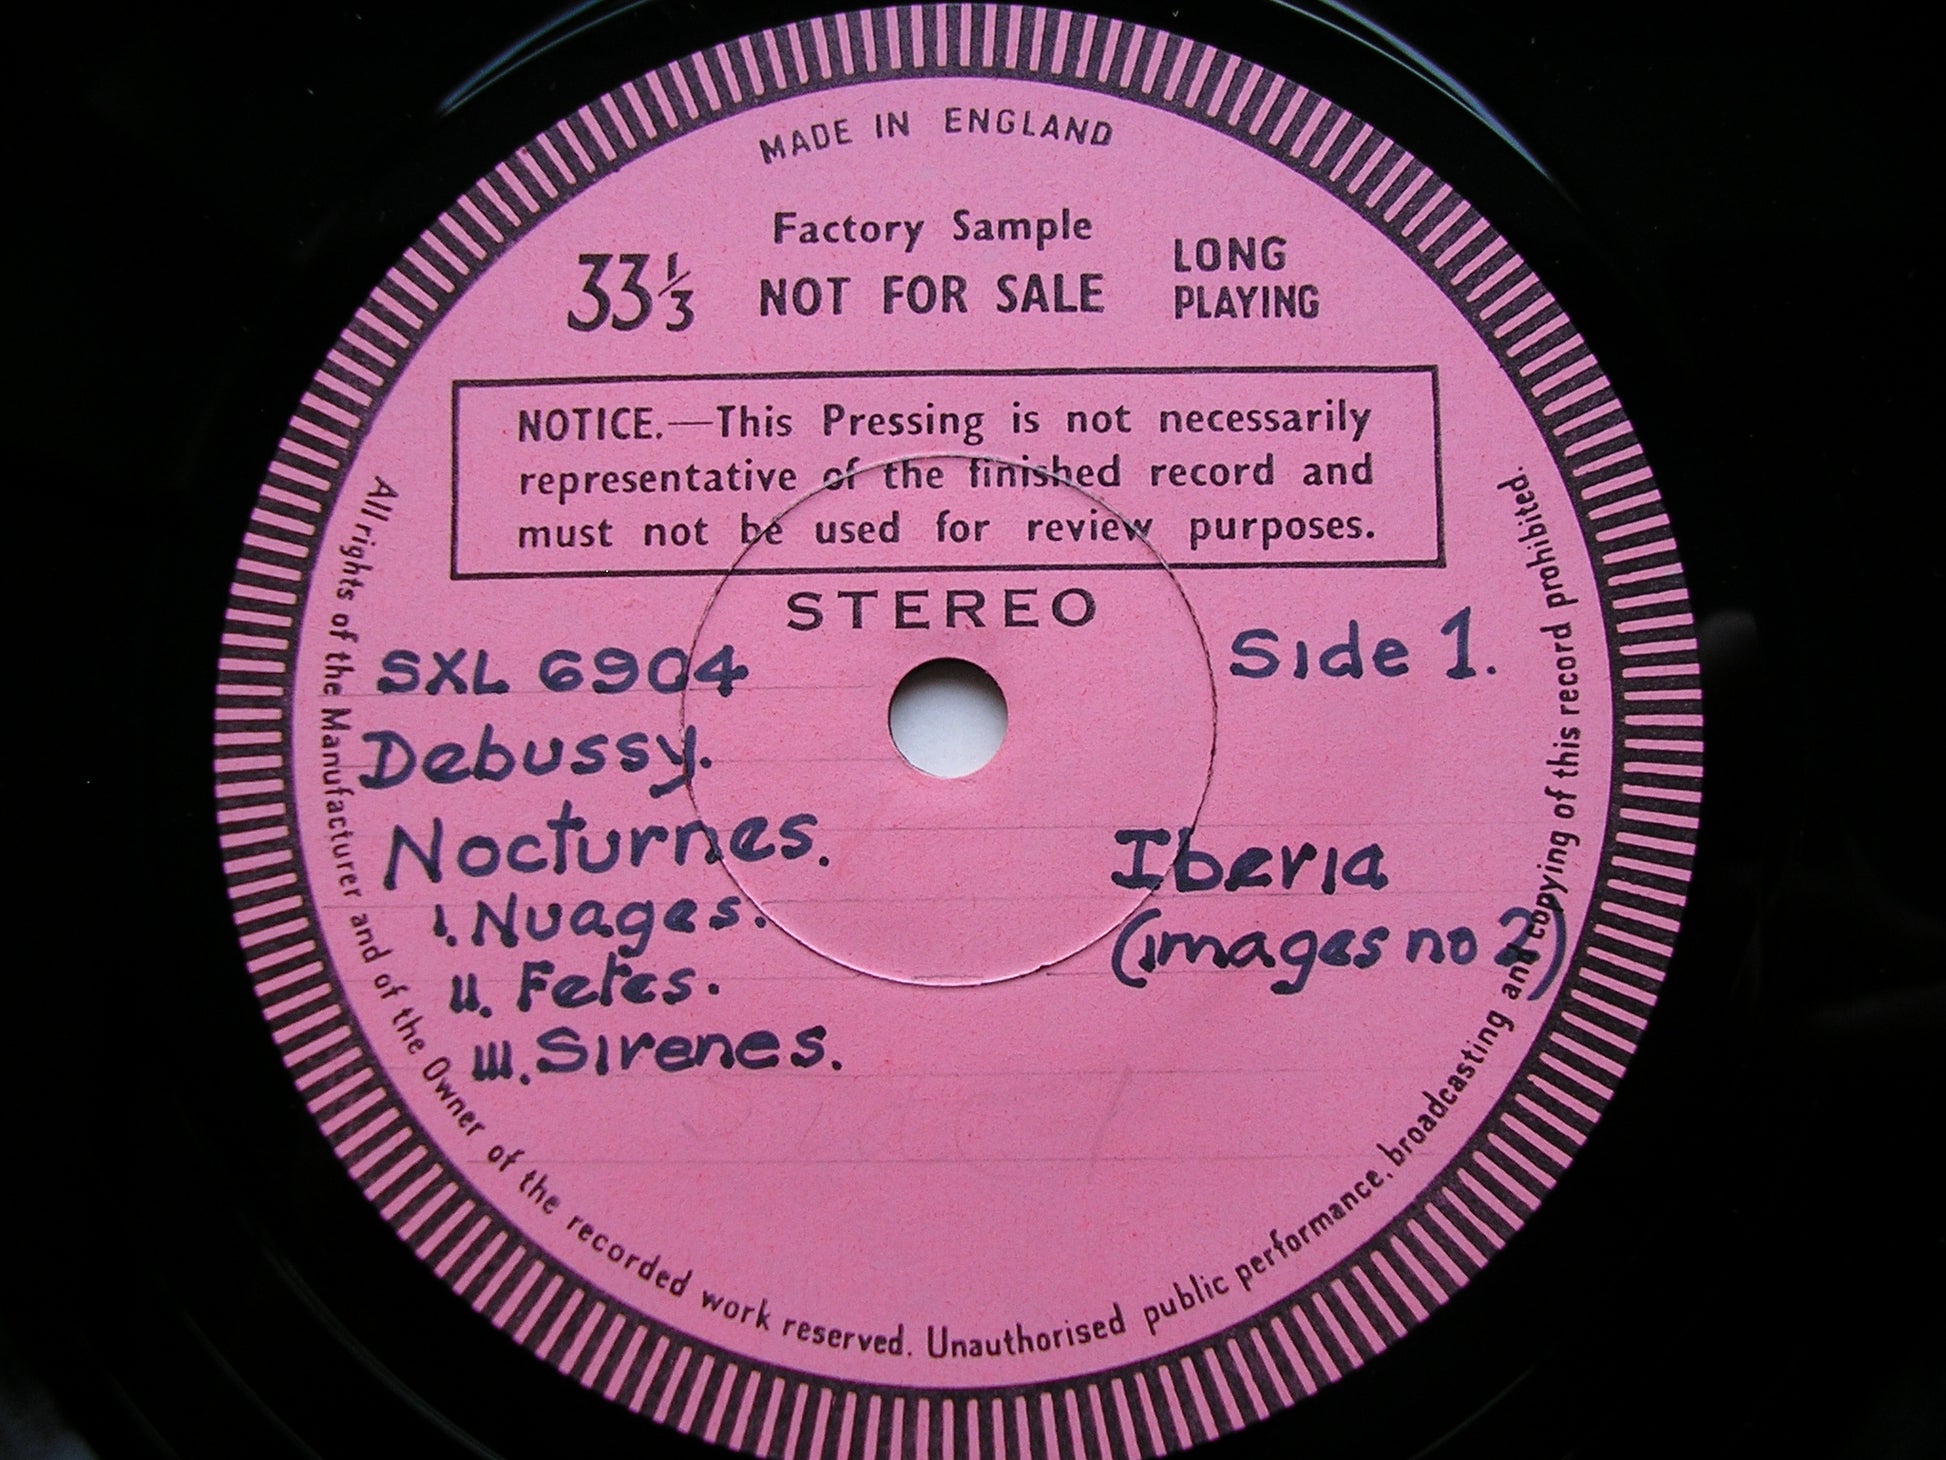 MADE IN ENGLAND
Factory Sample
33⅓ NOT FOR SALE
LONG
PLAYING
NOTICE.—This Pressing is not necessarily
representative of the finished record and
must not be used for review purposes.
STEREO
SXL 6904
Side 1.
Debussy.
Nocturnes.
I. Nuages.
II. Fetes.
III. Sirenes.
Iberia
(images no 2)
All rights of the Manufacturer and of the Owner of the recorded work reserved. Unauthorised public performance, broadcasting and copying of this record prohibited.